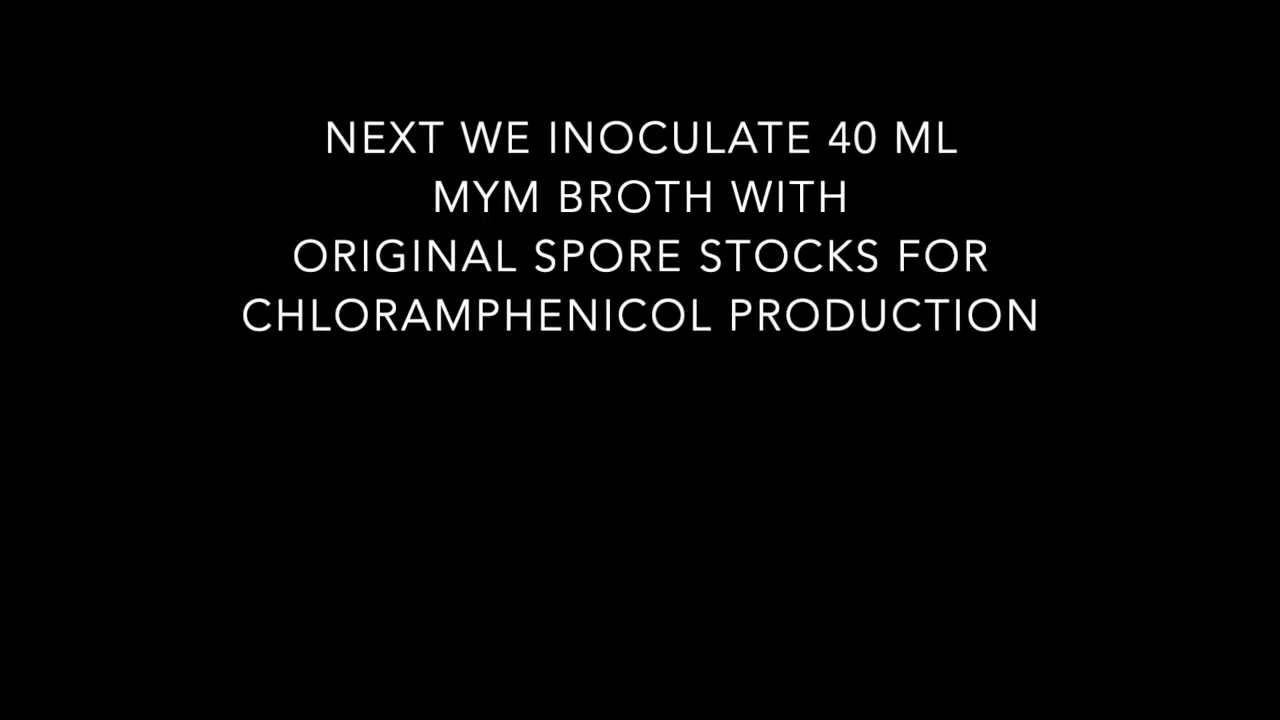 NEXT WE INOCULATE 40 ML
MYM BROTH WITH
ORIGINAL SPORE STOCKS FOR
CHLORAMPHENICOL PRODUCTION